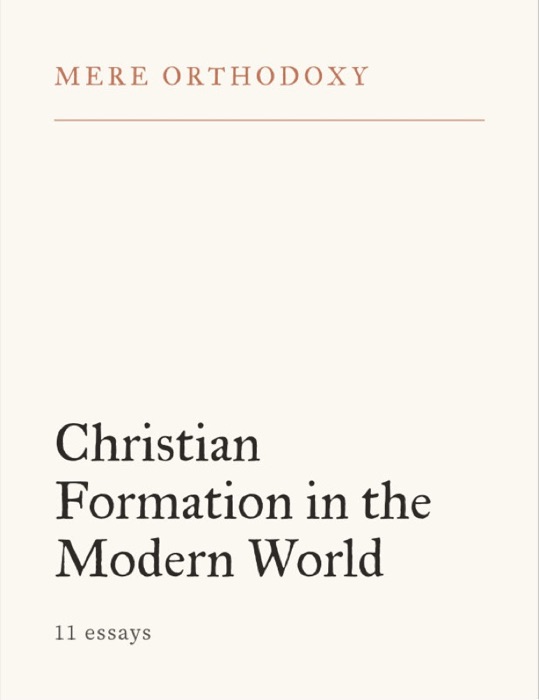 MERE ORTHODOXY
Christian
Formation in the
Modern World
11 essays